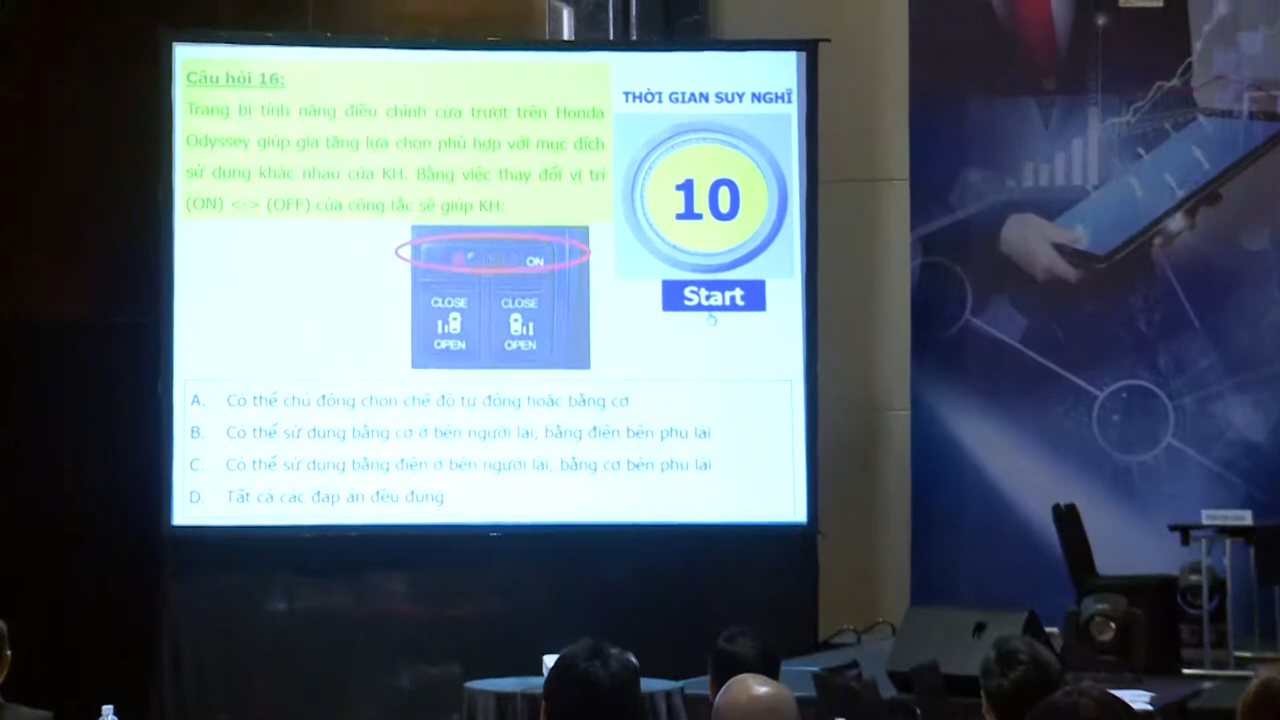 Câu hỏi 16:
Trang bị tính năng điều chỉnh cửa trượt trên Honda
Odyssey giúp gia tăng lựa chọn phù hợp với mục đích
sử dụng khác nhau của KH. Bằng việc thay đổi vị trí
(ON) <-> (OFF) của công tắc sẽ giúp KH:
THỜI GIAN SUY NGHĨ
10
Start
ON
CLOSE CLOSE
OPEN OPEN
A. Có thể chủ động chọn chế độ tự động hoặc bằng cơ
B. Có thể sử dụng bằng cơ ở bên người lái, bằng điện bên phụ lái
C. Có thể sử dụng bằng điện ở bên người lái, bằng cơ bên phụ lái
D. Tất cả các đáp án đều đúng